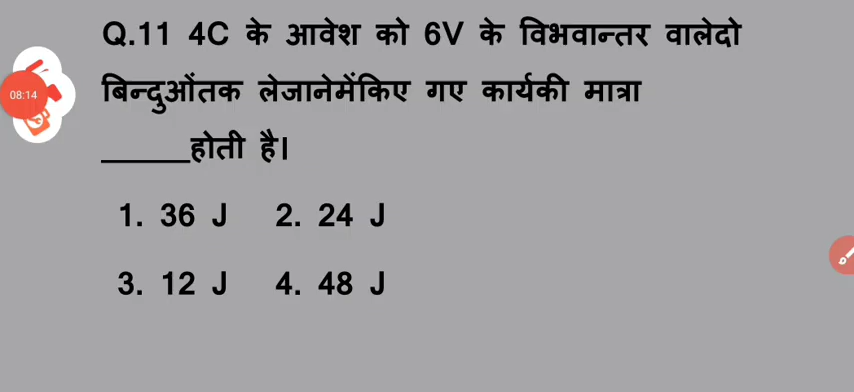 Q.11 4C के आवेश को 6V के विभवान्तर वालेदो
08:14
बिन्दुओंतक लेजानेमेंकिए गए कार्यकी मात्रा
______होती है।
1. 36 J 2. 24 J
3. 12 J 4. 48 J